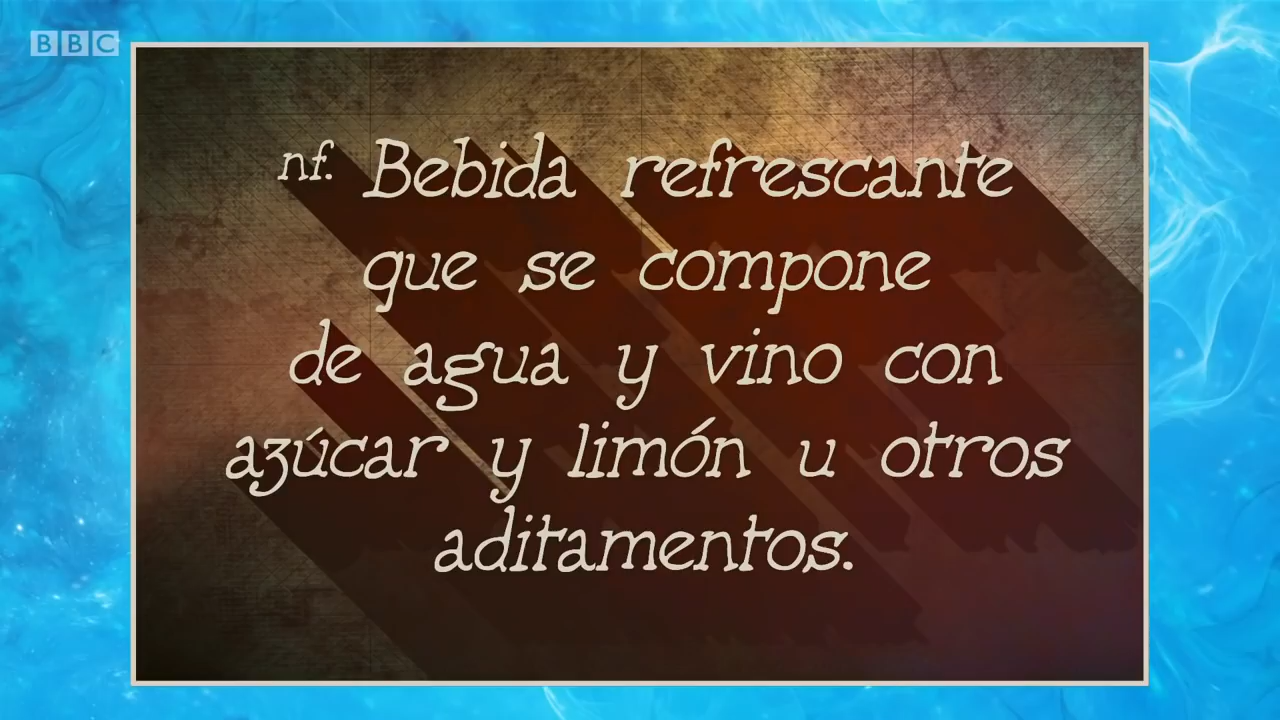 BBC
nf. Bebida refrescante
que se compone
de agua y vino con
azúcar y limón u otros
aditamentos.